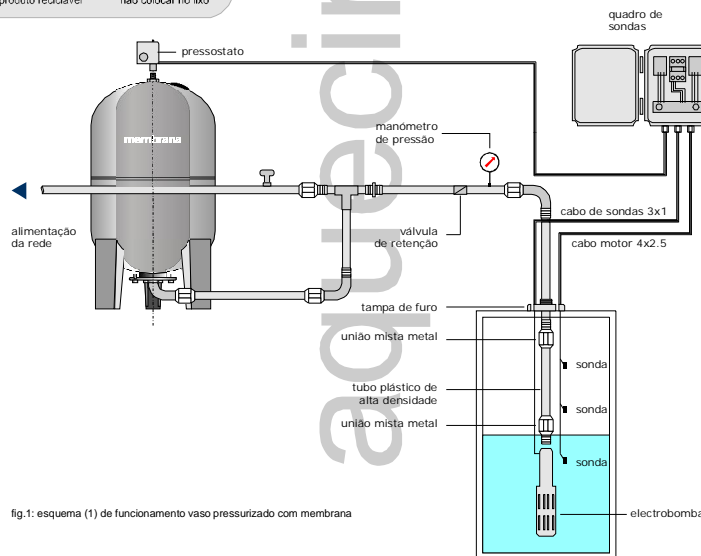 produto reciclável
não colocar no lixo
quadro de
sondas
pressostato
membrana
manómetro
de pressão
cabo de sondas 3x1
alimentação
da rede
válvula
de retenção
cabo motor 4x2.5
tampa de furo
união mista metal
sonda
tubo plástico de
alta densidade
sonda
união mista metal
sonda
electrobomba
fig.1: esquema (1) de funcionamento vaso pressurizado com membrana
aquecin